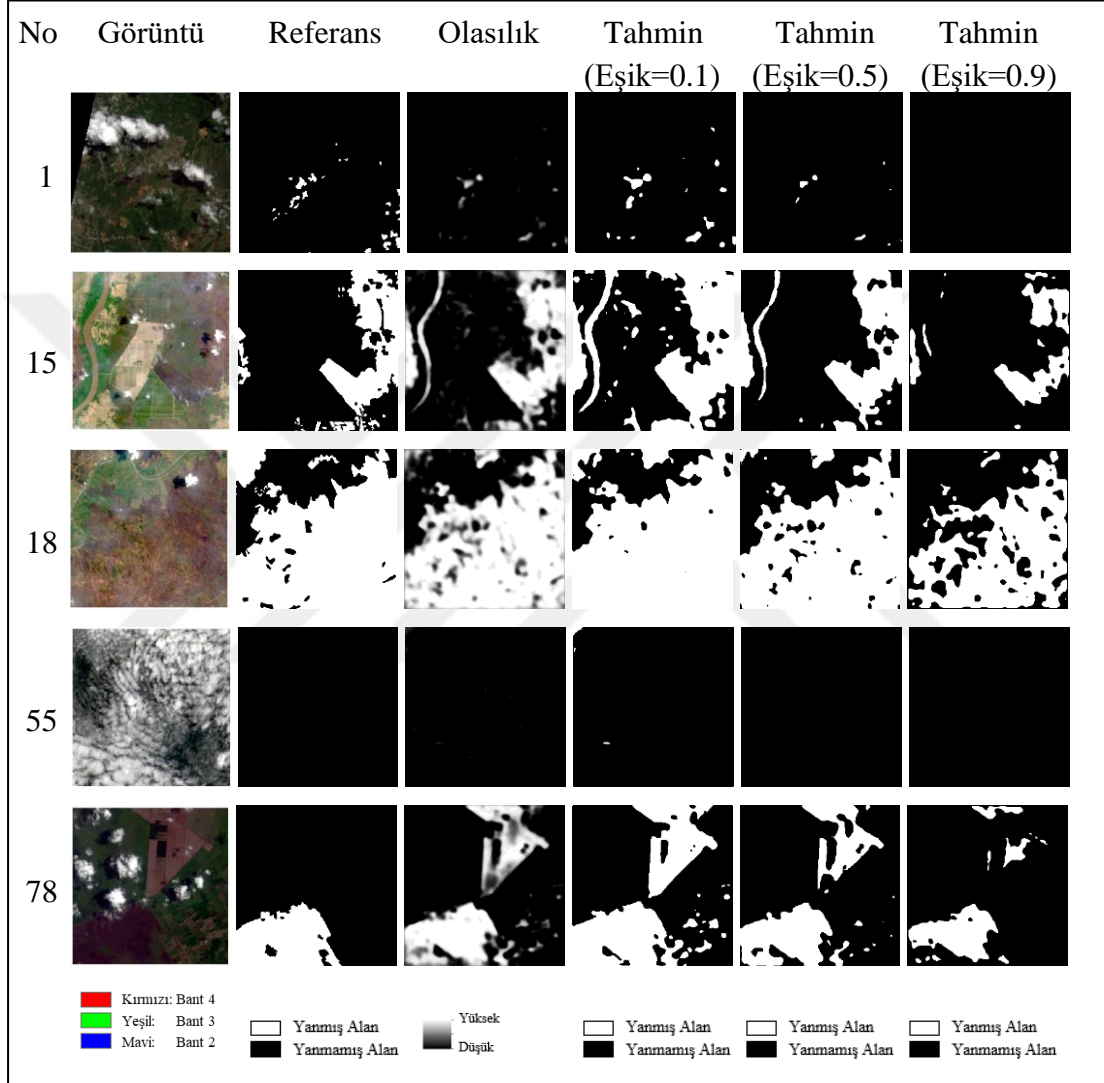 No Görüntü Referans Olasılık Tahmin Tahmin Tahmin
(Eşik=0.1) (Eşik=0.5) (Eşik=0.9)
1
15
18
55
78
Kırmızı: Bant 4
Yeşil: Bant 3
Mavi: Bant 2
Yanmış Alan
Yanmamış Alan
Yüksek
Düşük
Yanmış Alan
Yanmamış Alan
Yanmış Alan
Yanmamış Alan
Yanmış Alan
Yanmamış Alan